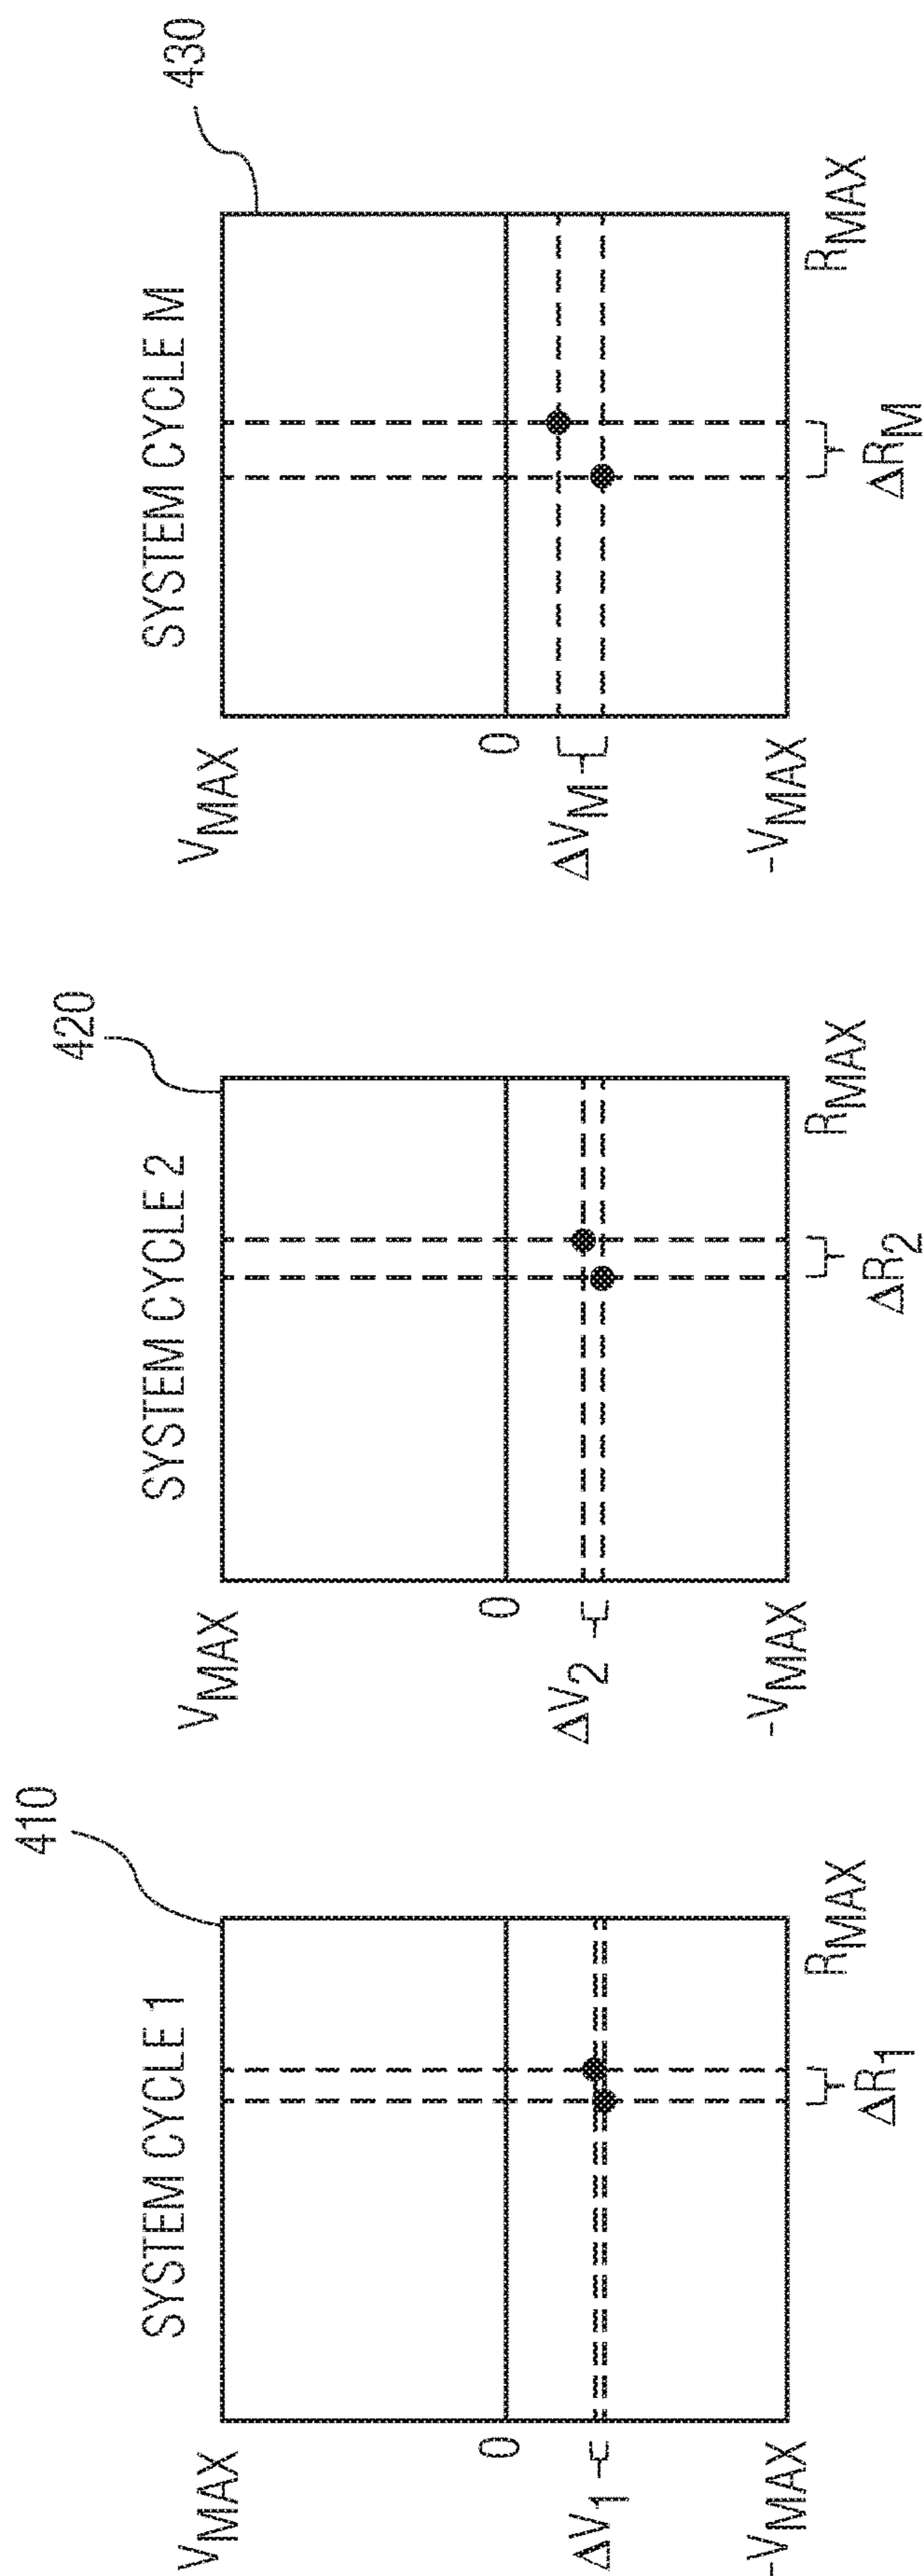 SYSTEM CYCLE 1
410
V_MAX
0
ΔV_1
-V_MAX
R_MAX
ΔR_1
SYSTEM CYCLE 2
420
V_MAX
0
ΔV_2
-V_MAX
R_MAX
ΔR_2
SYSTEM CYCLE M
430
V_MAX
0
ΔV_M
-V_MAX
R_MAX
ΔR_M